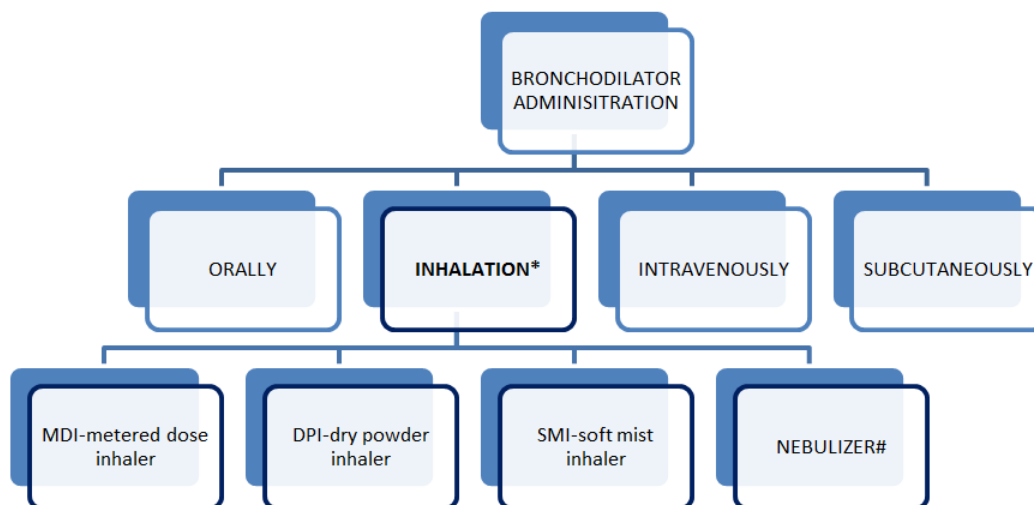 BRONCHODILATOR
ADMINISITRATION
ORALLY
INHALATION*
INTRAVENOUSLY
SUBCUTANEOUSLY
MDI-metered dose
inhaler
DPI-dry powder
inhaler
SMI-soft mist
inhaler
NEBULIZER#